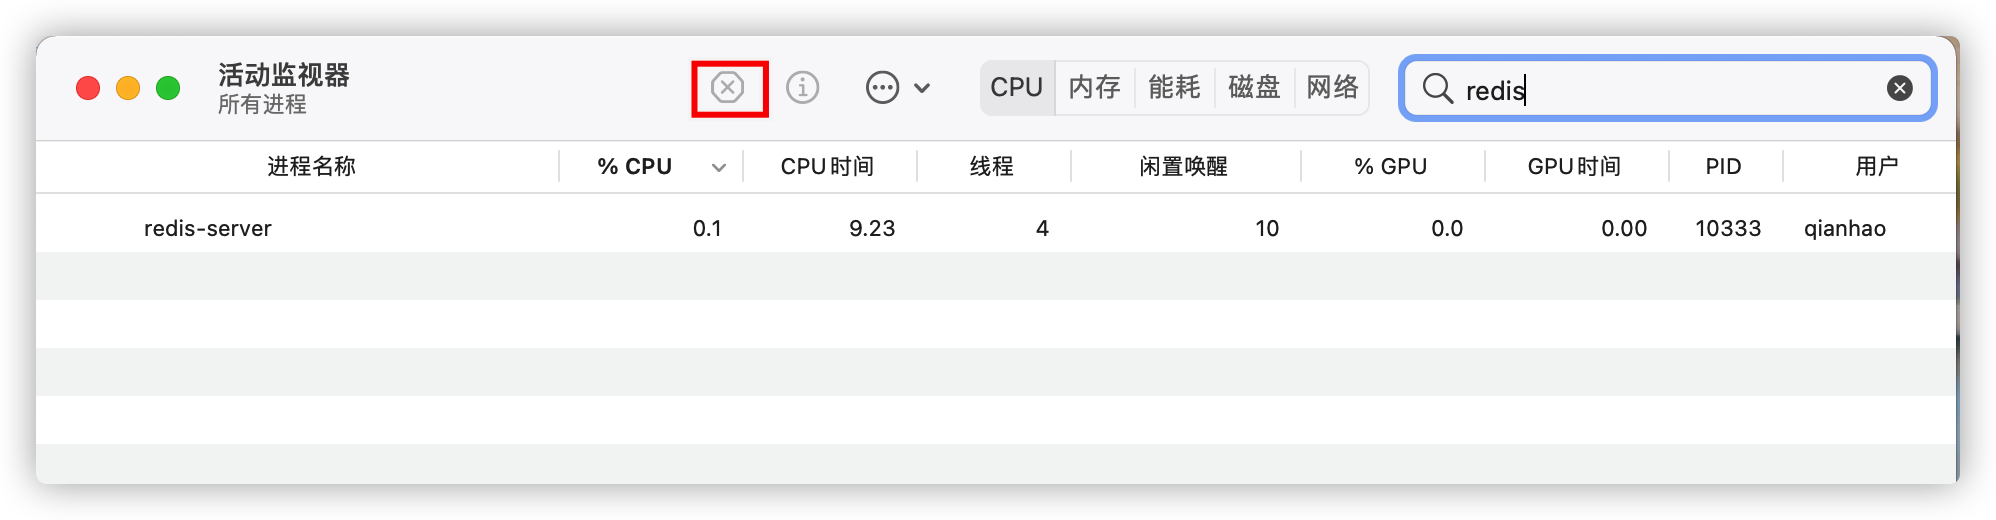 活动监视器
所有进程
CPU 内存 能耗 磁盘 网络
redis
进程名称 % CPU CPU时间 线程 闲置唤醒 % GPU GPU时间 PID 用户
redis-server 0.1 9.23 4 10 0.0 0.00 10333 qianhao